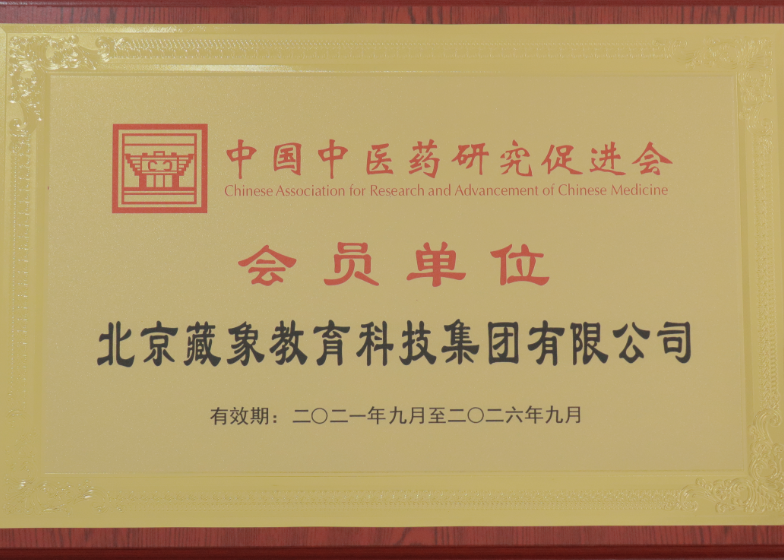 中国中医药研究促进会
Chinese Association for Research and Advancement of Chinese Medicine
会员单位
北京藏象教育科技集团有限公司
有效期：二〇二一年九月至二〇二六年九月